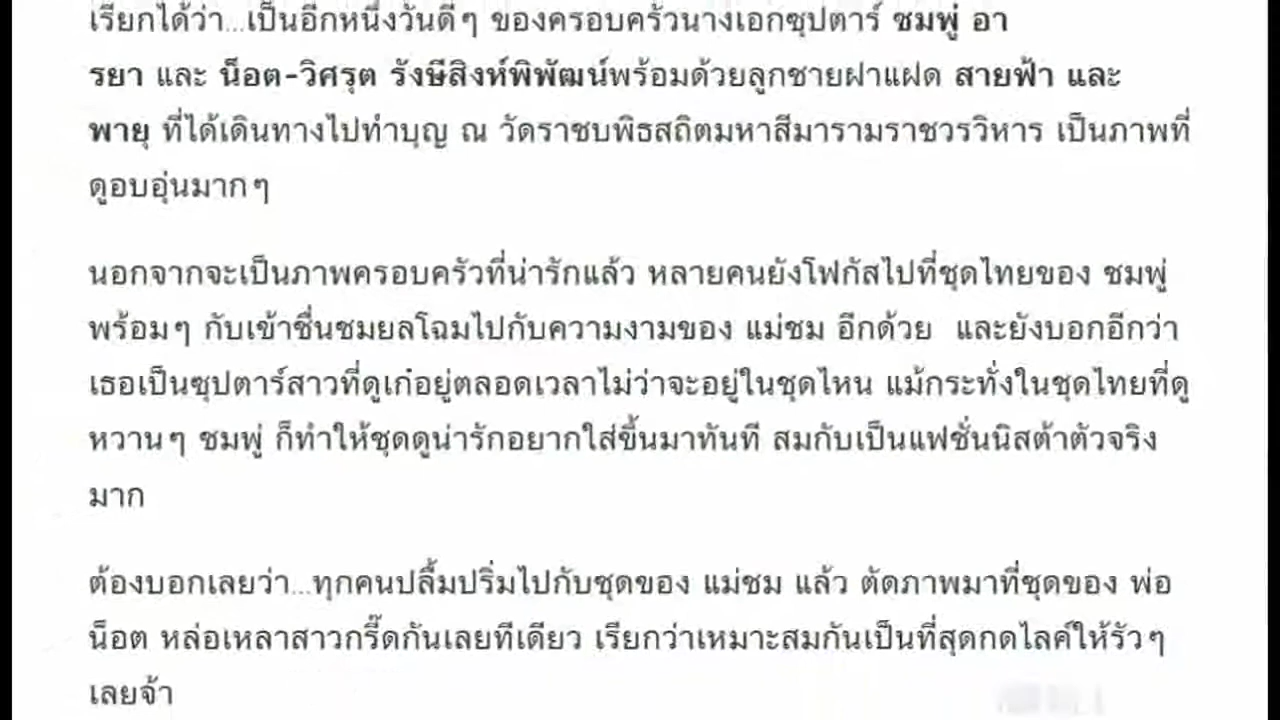 เรียกได้ว่า...เป็นอีกหนึ่งวันดีๆ ของครอบครัวนางเอกซุปตาร์ ชมพู่ อา
รยา และ น็อต-วิศรุต รังษีสิงห์พิพัฒน์พร้อมด้วยลูกชายฝาแฝด สายฟ้า และ
พายุ ที่ได้เดินทางไปทำบุญ ณ วัดราชบพิธสถิตมหาสีมารามราชวรวิหาร เป็นภาพที่
ดูอบอุ่นมากๆ
นอกจากจะเป็นภาพครอบครัวที่น่ารักแล้ว หลายคนยังโฟกัสไปที่ชุดไทยของ ชมพู่
พร้อมๆ กับเข้าชื่นชมยลโฉมไปกับความงามของ แม่ชม อีกด้วย และยังบอกอีกว่า
เธอเป็นซุปตาร์สาวที่ดูเก๋อยู่ตลอดเวลาไม่ว่าจะอยู่ในชุดไหน แม้กระทั่งในชุดไทยที่ดู
หวานๆ ชมพู่ ก็ทำให้ชุดดูน่ารักอยากใส่ขึ้นมาทันที สมกับเป็นแฟชั่นนิสต้าตัวจริง
มาก
ต้องบอกเลยว่า...ทุกคนปลื้มปริ่มไปกับชุดของ แม่ชม แล้ว ตัดภาพมาที่ชุดของ พ่อ
น็อต หล่อเหลาสาวกรี๊ดกันเลยทีเดียว เรียกว่าเหมาะสมกันเป็นที่สุดกดไลค์ให้รัวๆ
เลยจ้า